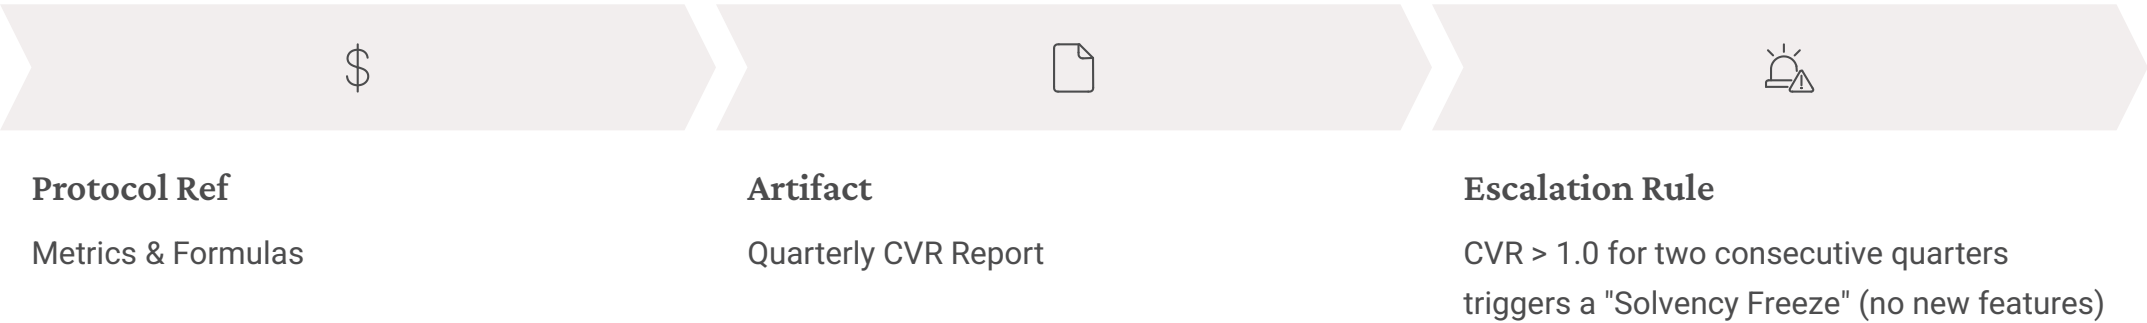 Protocol Ref
Metrics & Formulas
Artifact
Quarterly CVR Report
Escalation Rule
CVR > 1.0 for two consecutive quarters
triggers a "Solvency Freeze" (no new features)